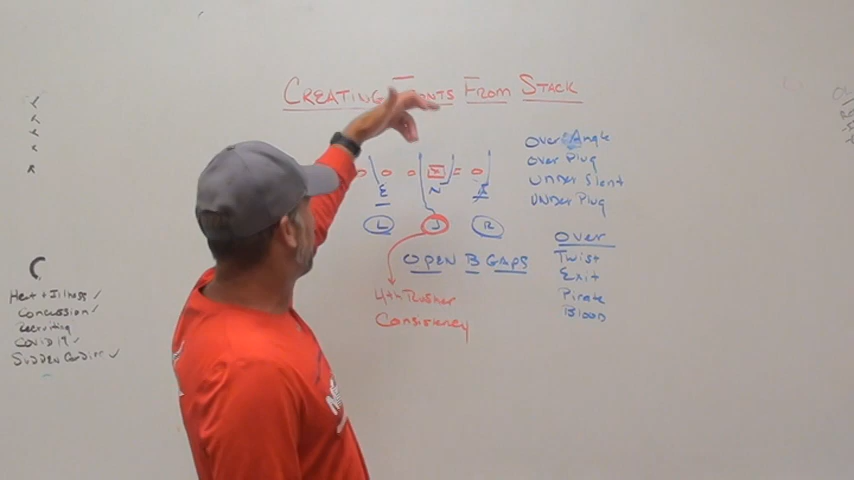 CREATING FRONTS FROM STACK
Over Angle
Over Plug
UNDER Slant
UNDER Plug
E N A
L J R
OPEN B GAPS
4th Rusher
Consistency
Over
Twist
Exit
Pirate
Blood
R
Heat + Illness ✓
Concussion ✓
Recruiting
COVID 19 ✓
SUDDEN CARDIAC ✓